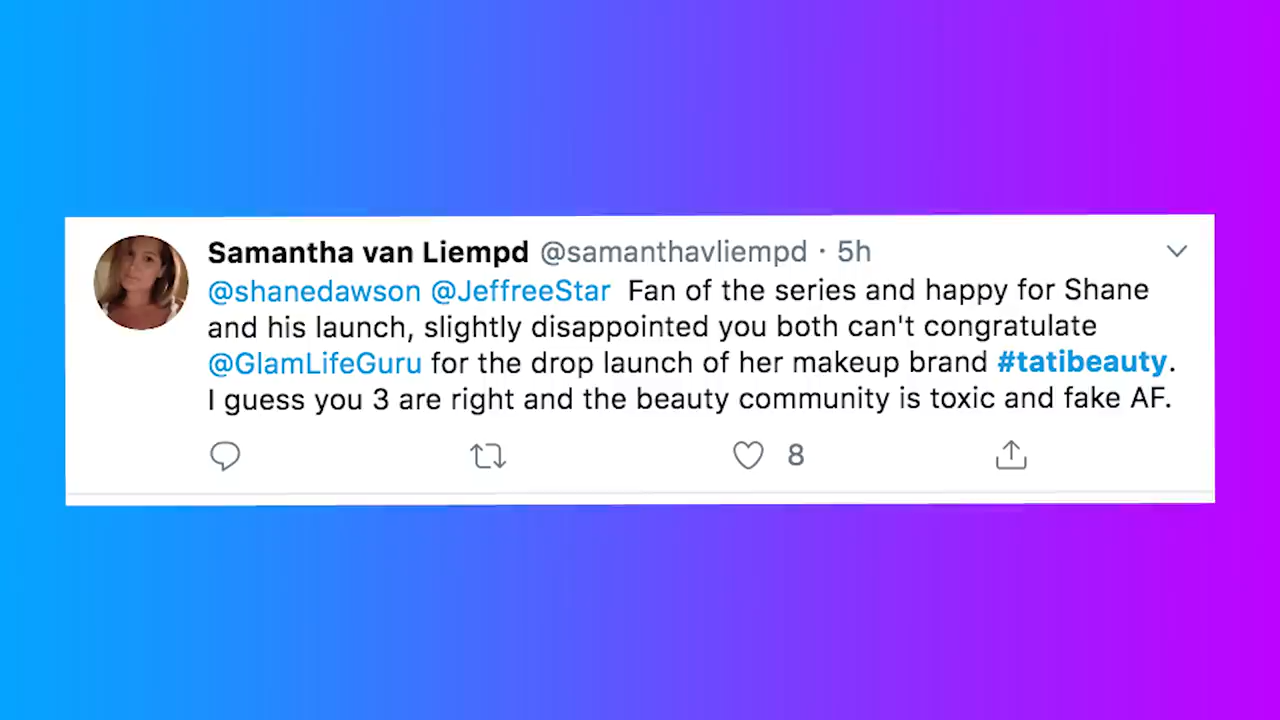 Samantha van Liempd @samanthavliempd · 5h
@shanedawson @JeffreeStar Fan of the series and happy for Shane
and his launch, slightly disappointed you both can't congratulate
@GlamLifeGuru for the drop launch of her makeup brand #tatibeauty.
I guess you 3 are right and the beauty community is toxic and fake AF.
8